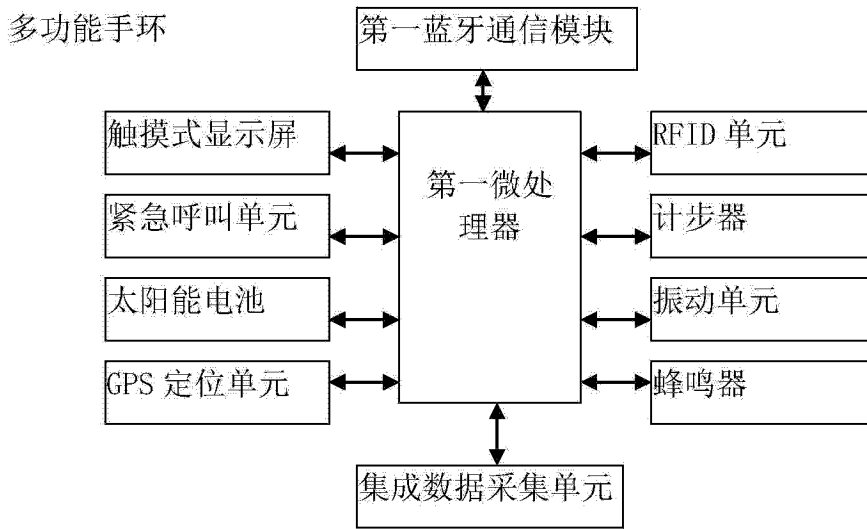 多功能手环
第一蓝牙通信模块
触摸式显示屏
紧急呼叫单元
太阳能电池
GPS 定位单元
第一微处
理器
RFID 单元
计步器
振动单元
蜂鸣器
集成数据采集单元